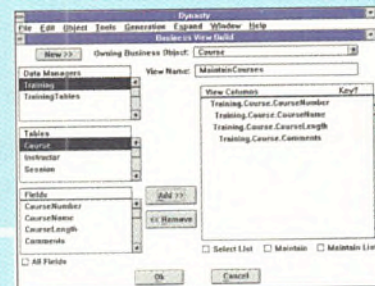 Dynasty
File Edit Object Tools Generation Expand Window Help
Business View Build
New >> Owning Business Object: Course
Data Managers
Training
TrainingTables
View Name: MaintainCourses
View Columns Key?
Training.Course.CourseNumber
Training.Course.CourseName
Training.Course.CourseLength
Training.Course.Comments
Tables
Course
Instructor
Session
Fields
CourseNumber
CourseName
CourseLength
Comments
Add >>
<< Remove
All Fields
Select List Maintain Maintain List
Ok Cancel